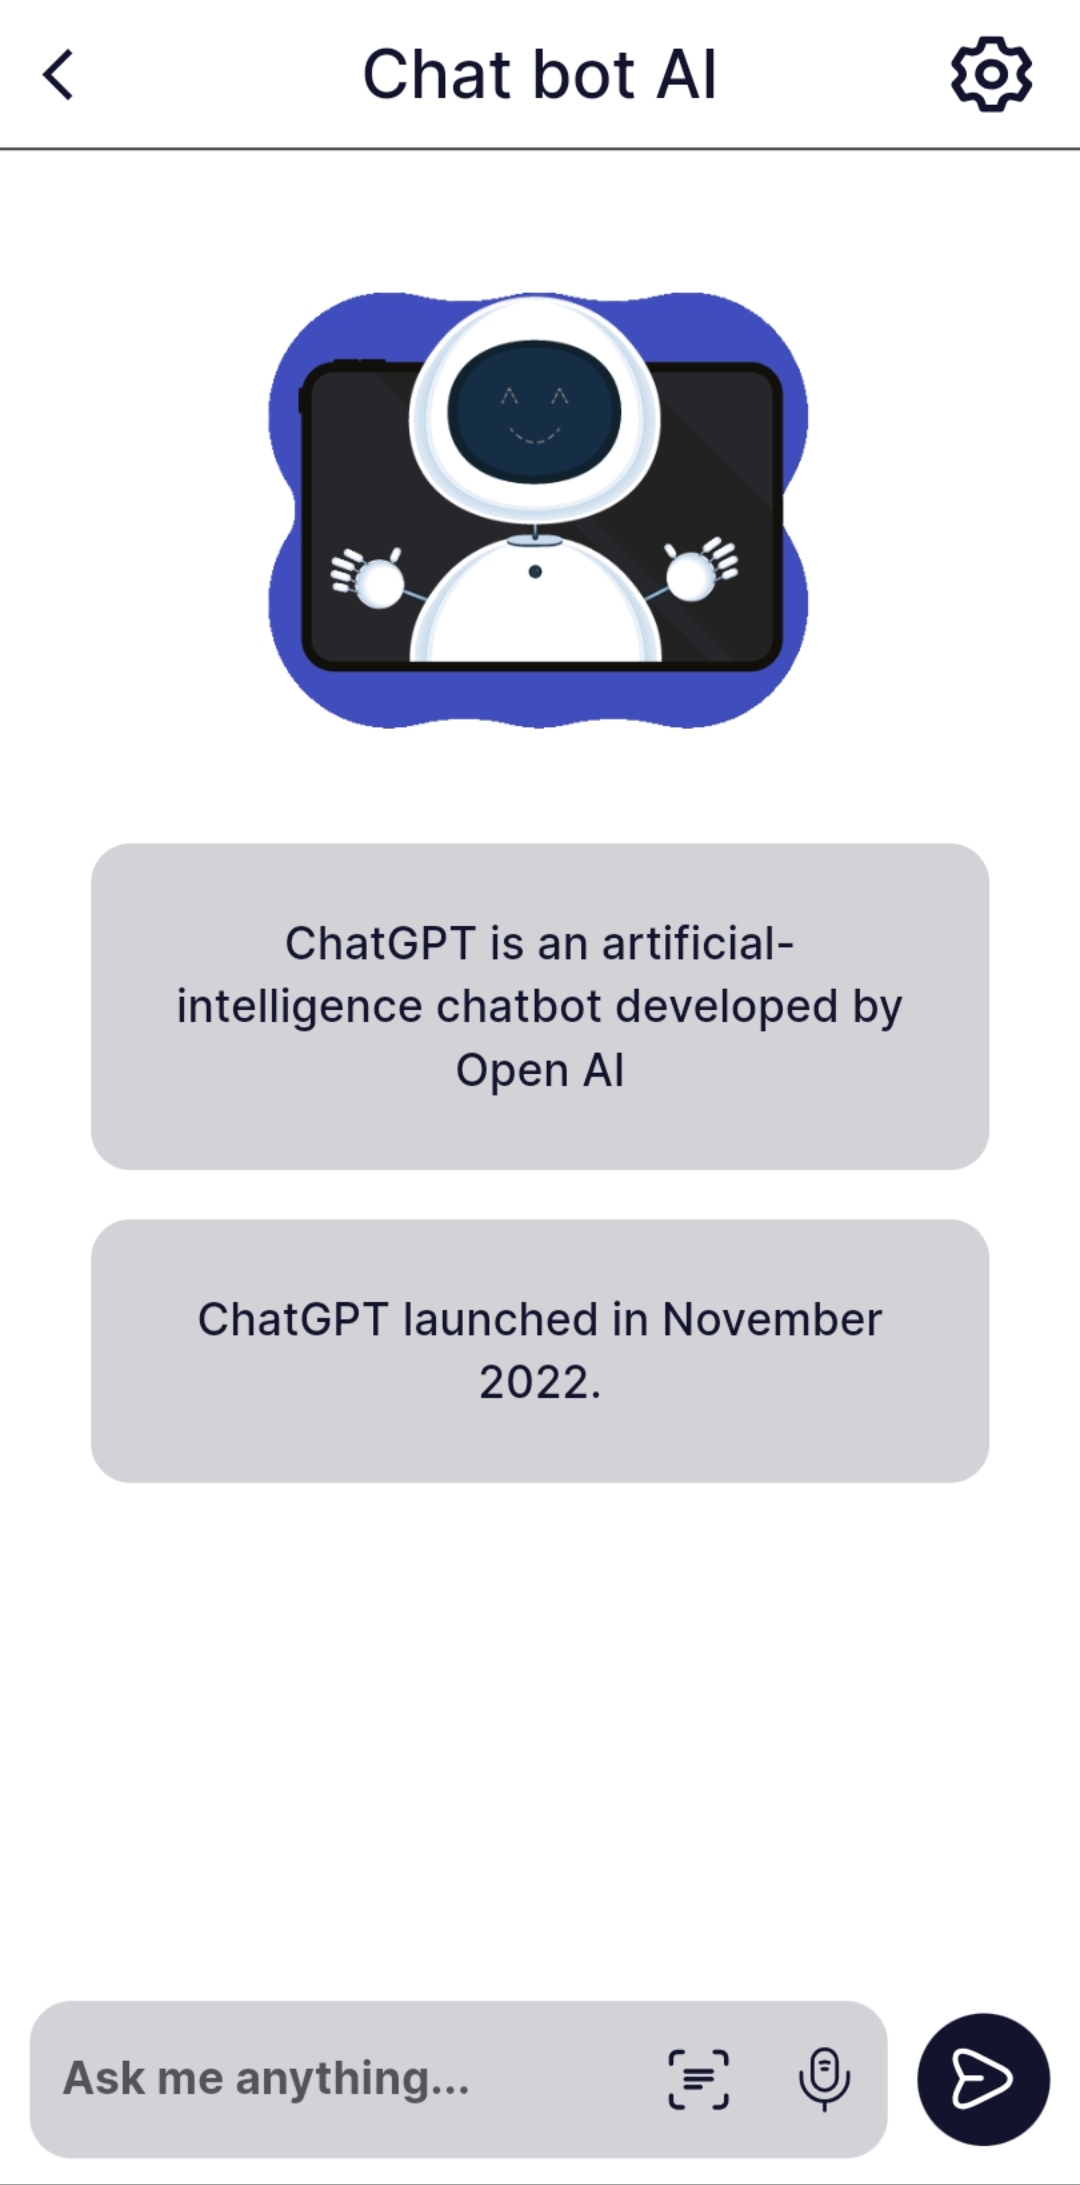 Chat bot AI
ChatGPT is an artificial-
intelligence chatbot developed by
Open AI
ChatGPT launched in November
2022.
Ask me anything...